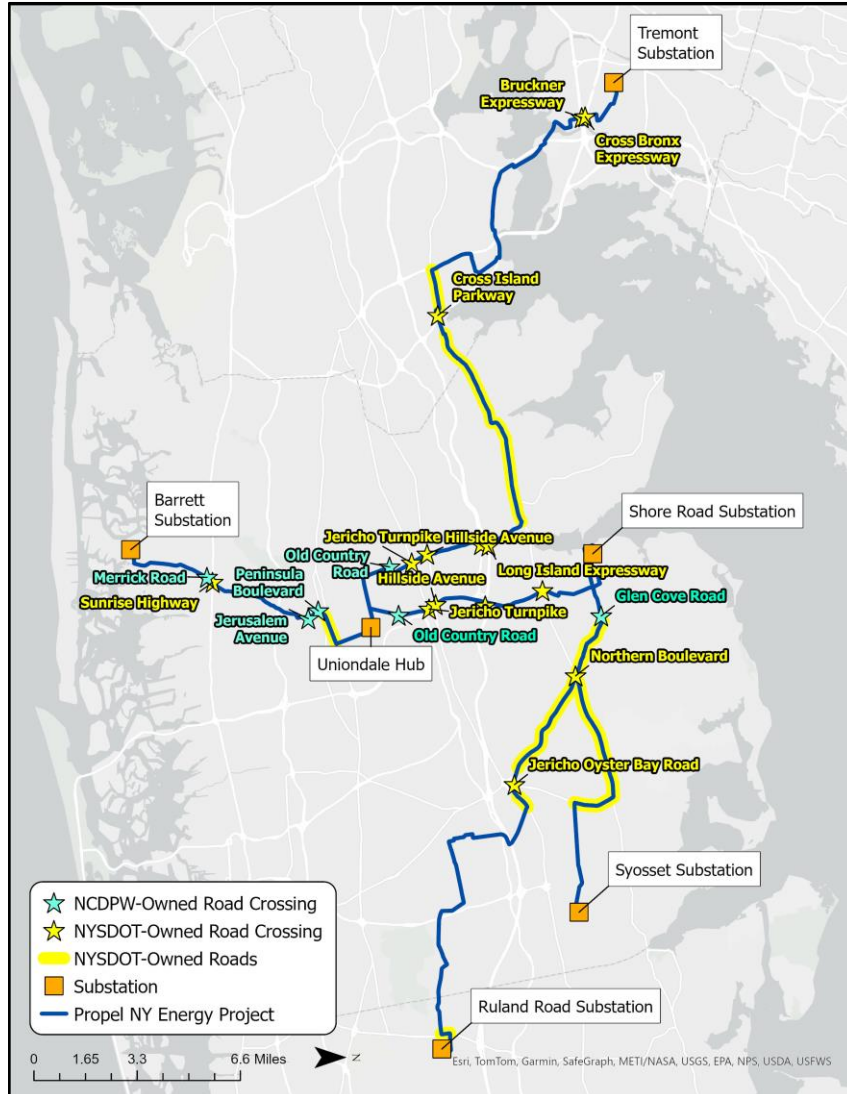 Tremont
Substation
Bruckner
Expressway
Cross Bronx
Expressway
Cross Island
Parkway
Barrett
Substation
Shore Road Substation
Jericho Turnpike
Hillside Avenue
Old Country
Road
Merrick Road
Peninsula
Boulevard
Hillside Avenue
Long Island Expressway
Sunrise Highway
Jericho Turnpike
Glen Cove Road
Jerusalem
Avenue
Old Country Road
Uniondale Hub
Northern Boulevard
Jericho Oyster Bay Road
Syosset Substation
Ruland Road Substation
NCDPW-Owned Road Crossing
NYSDOT-Owned Road Crossing
NYSDOT-Owned Roads
Substation
Propel NY Energy Project
0 1.65 3.3 6.6 Miles
N
Esri, TomTom, Garmin, SafeGraph, METI/NASA, USGS, EPA, NPS, USDA, USFWS